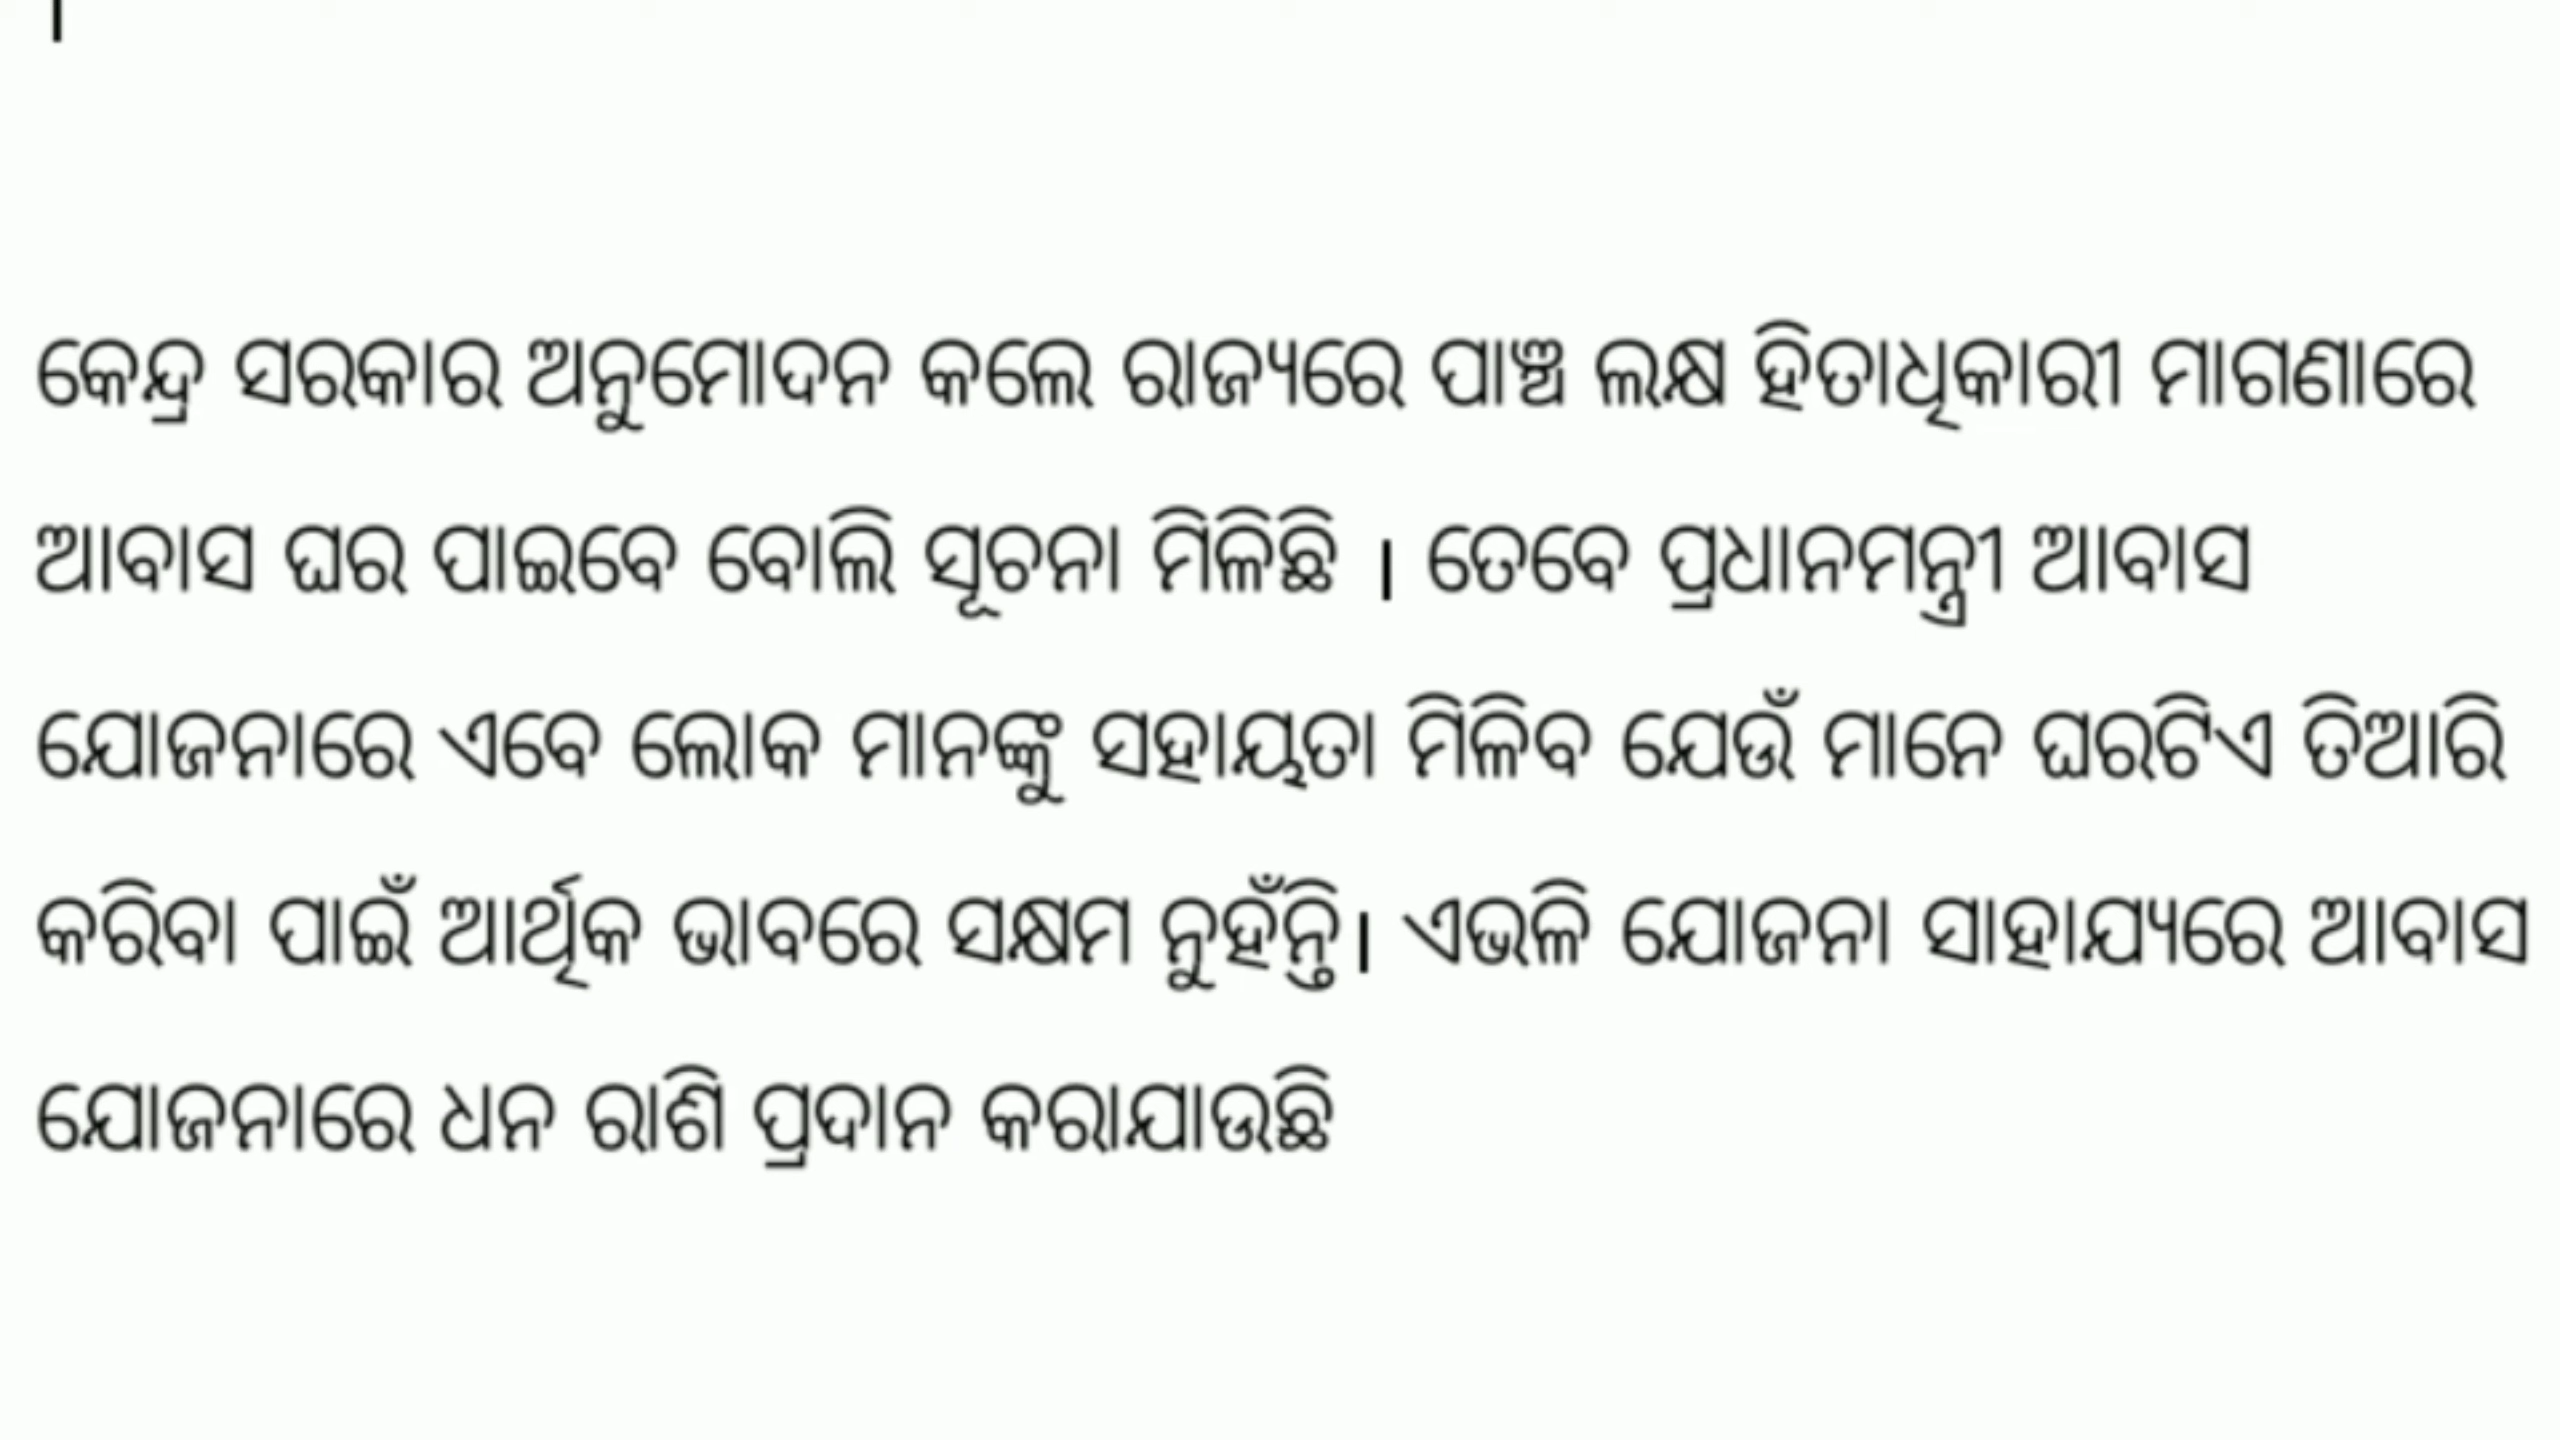 ।
କେନ୍ଦ୍ର ସରକାର ଅନୁମୋଦନ କଲେ ରାଜ୍ୟରେ ପାଞ୍ଚ ଲକ୍ଷ ହିତାଧିକାରୀ ମାଗଣାରେ
ଆବାସ ଘର ପାଇବେ ବୋଲି ସୂଚନା ମିଳିଛି । ତେବେ ପ୍ରଧାନମନ୍ତ୍ରୀ ଆବାସ
ଯୋଜନାରେ ଏବେ ଲୋକ ମାନଙ୍କୁ ସହାୟତା ମିଳିବ ଯେଉଁ ମାନେ ଘରଟିଏ ତିଆରି
କରିବା ପାଇଁ ଆର୍ଥିକ ଭାବରେ ସକ୍ଷମ ନୁହଁନ୍ତି। ଏଭଳି ଯୋଜନା ସାହାଯ୍ୟରେ ଆବାସ
ଯୋଜନାରେ ଧନ ରାଶି ପ୍ରଦାନ କରାଯାଉଛି